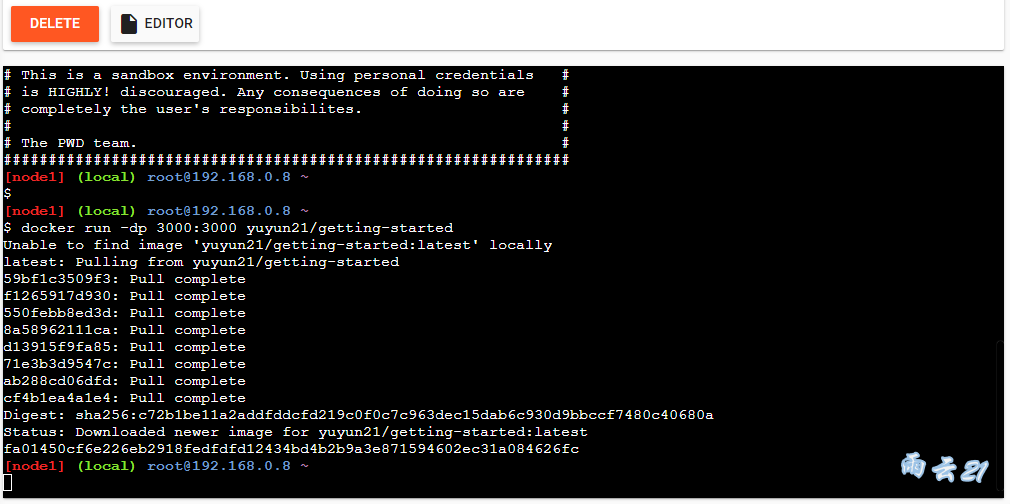 DELETE
EDITOR
# This is a sandbox environment. Using personal credentials #
# is HIGHLY! discouraged. Any consequences of doing so are #
# completely the user's responsibilites. #
# #
# The PWD team. #
###############################################################
[node1] (local) root@192.168.0.8 ~
$
[node1] (local) root@192.168.0.8 ~
$ docker run -dp 3000:3000 yuyun21/getting-started
Unable to find image 'yuyun21/getting-started:latest' locally
latest: Pulling from yuyun21/getting-started
59bf1c3509f3: Pull complete
f1265917d930: Pull complete
550febb8ed3d: Pull complete
8a58962111ca: Pull complete
d13915f9fa85: Pull complete
71e3b3d9547c: Pull complete
ab288cd06dfd: Pull complete
cf4b1ea4a1e4: Pull complete
Digest: sha256:c72b1be11a2addfddcfd219c0f0c7c963dec15dab6c930d9bbccf7480c40680a
Status: Downloaded newer image for yuyun21/getting-started:latest
fa01450cf6e226eb2918fedfdfd12434bd4b2b9a3e871594602ec31a084626fc
[node1] (local) root@192.168.0.8 ~
雨云21